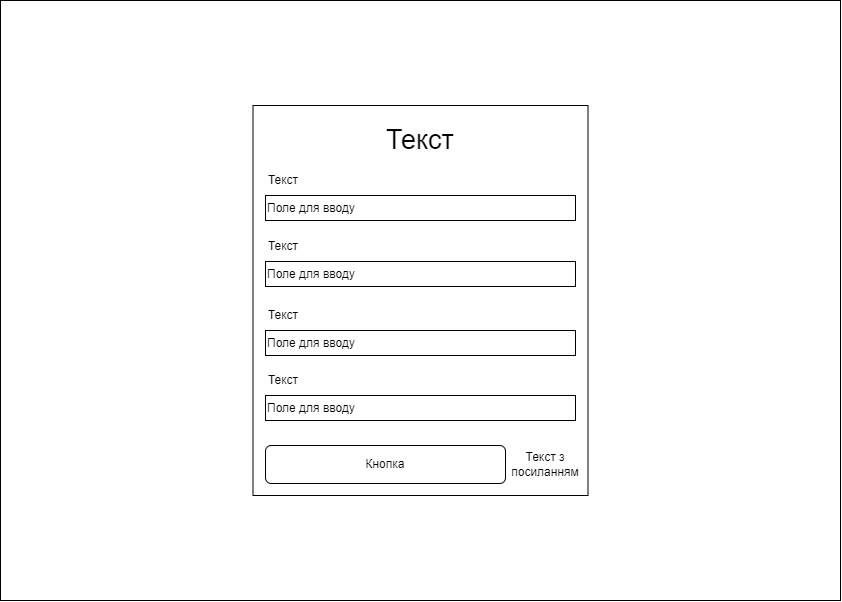 Текст
Текст
Поле для вводу
Текст
Поле для вводу
Текст
Поле для вводу
Текст
Поле для вводу
Кнопка
Текст з
посиланням